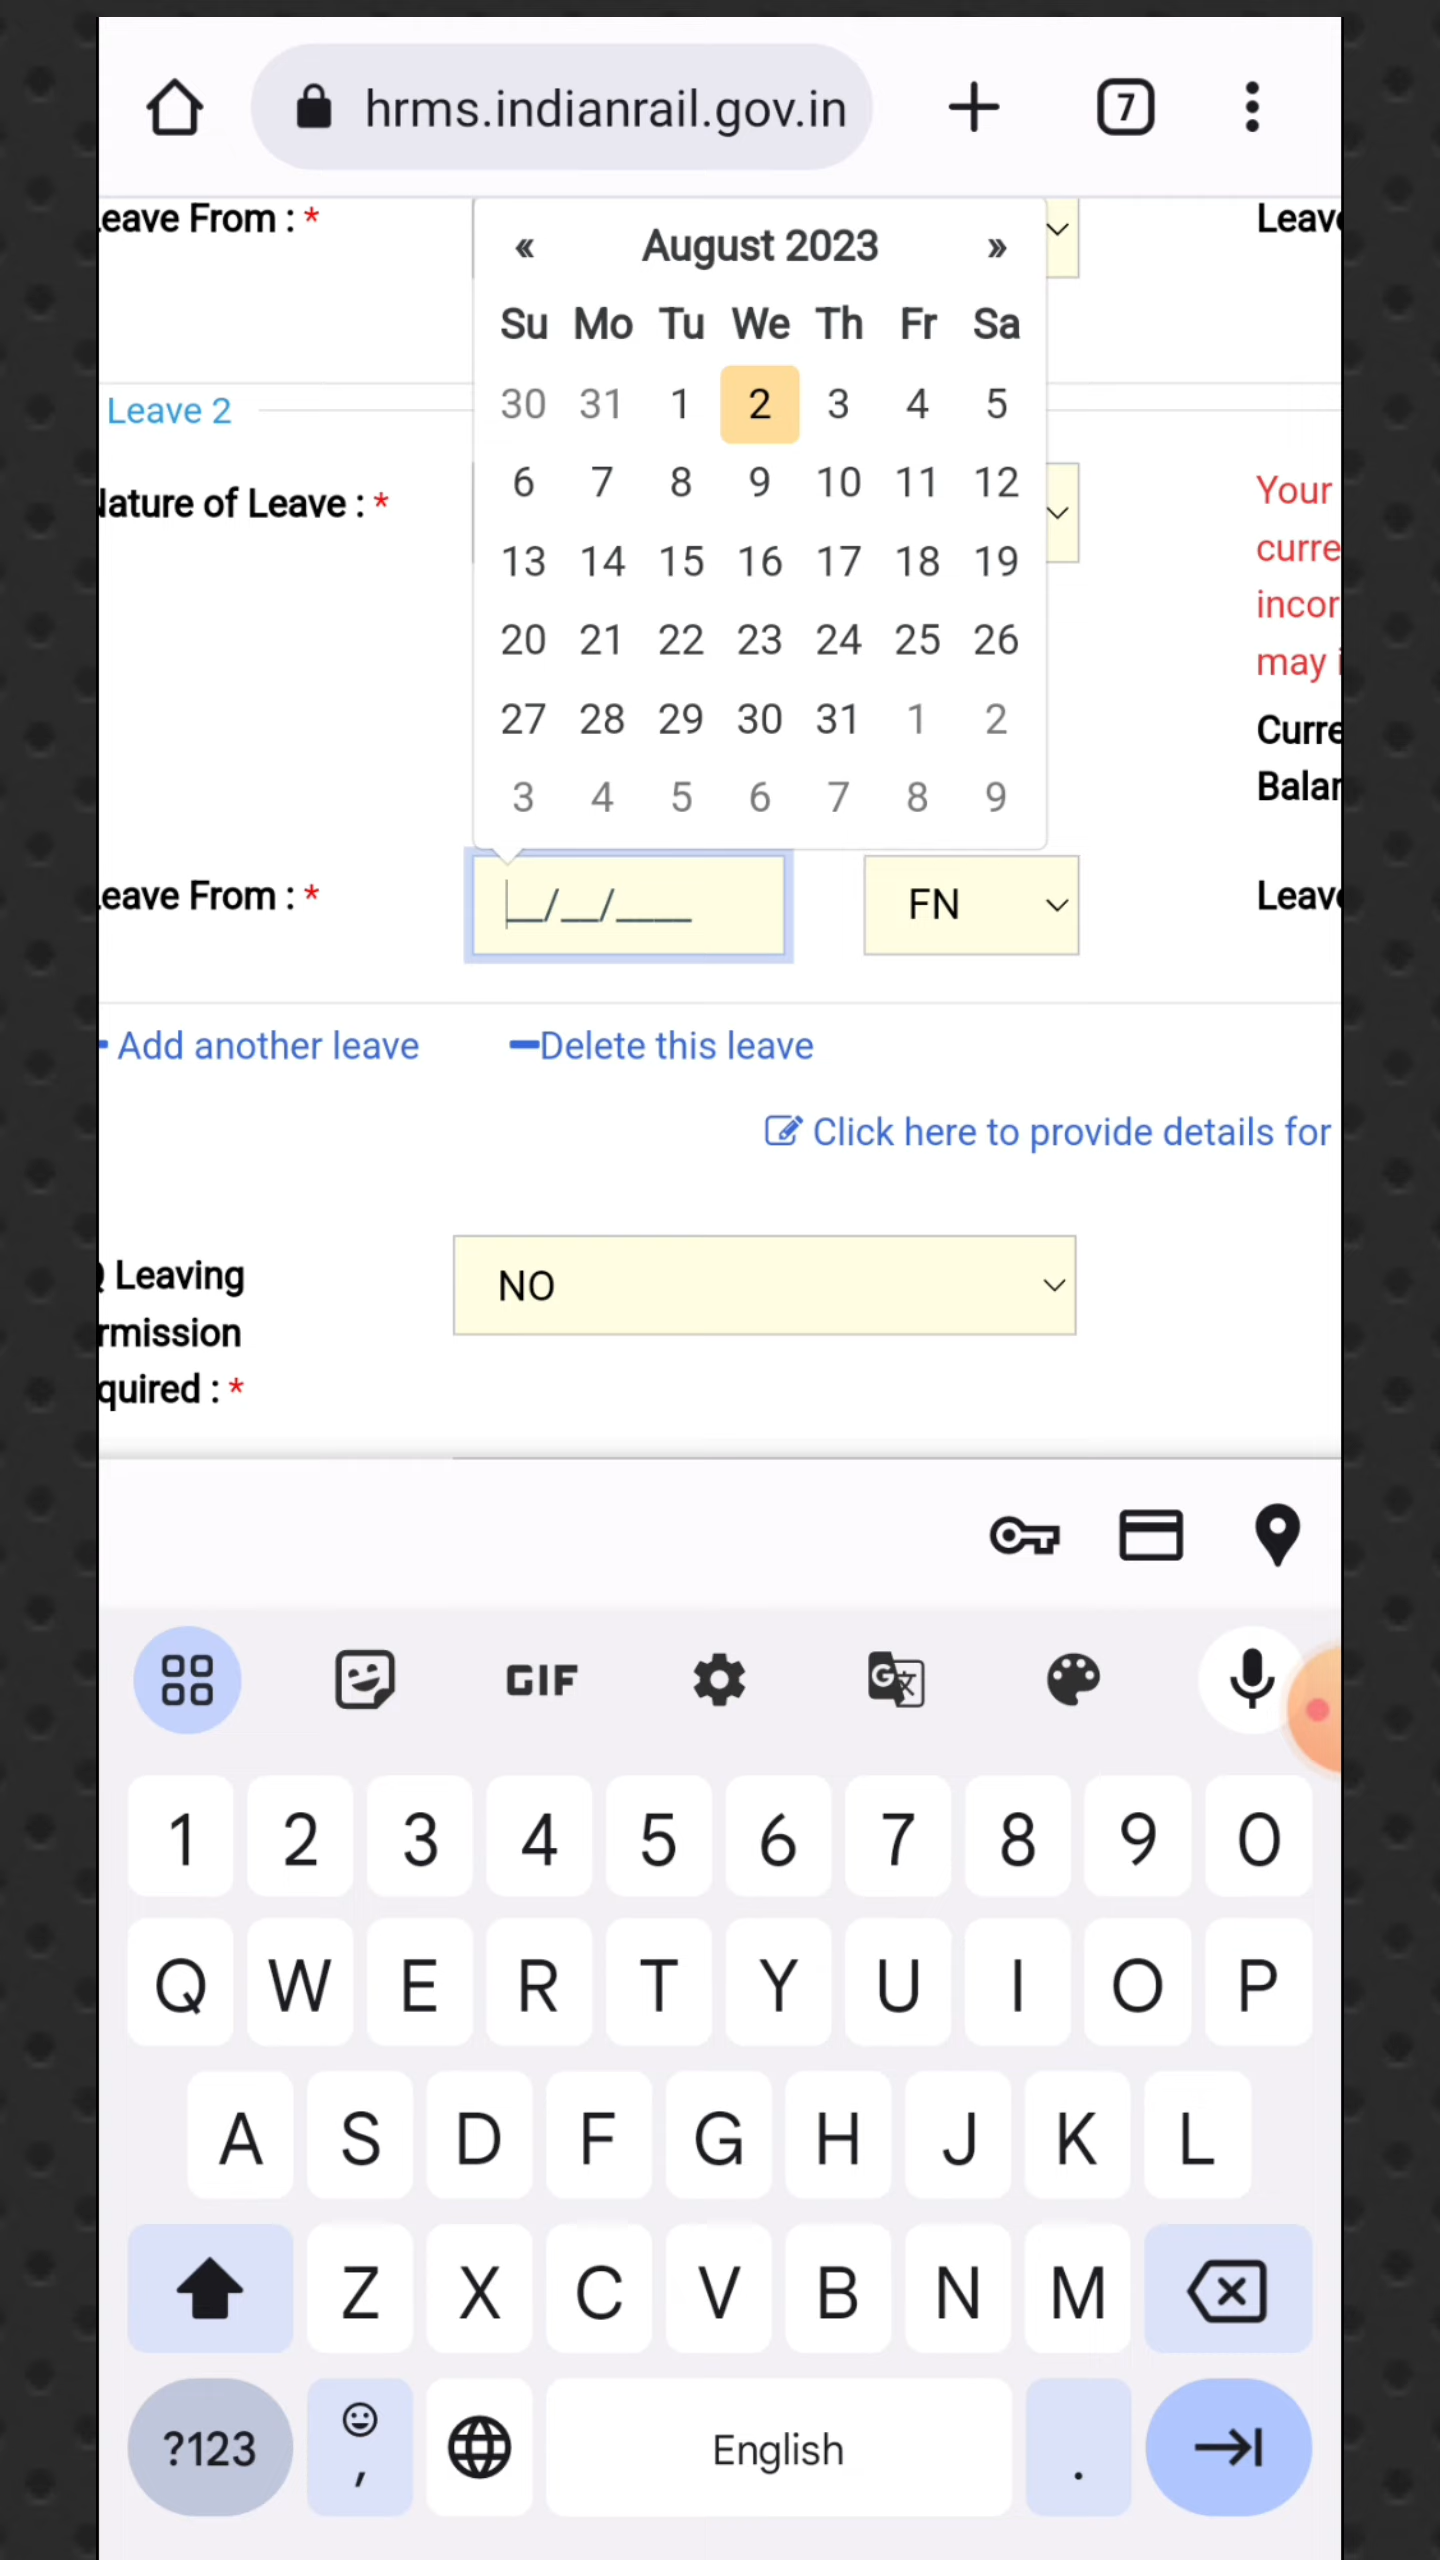 hrms.indianrail.gov.in
7
eave From : *
« August 2023 »
Leave
Su Mo Tu We Th Fr Sa
30 31 1 2 3 4 5
6 7 8 9 10 11 12
13 14 15 16 17 18 19
20 21 22 23 24 25 26
27 28 29 30 31 1 2
3 4 5 6 7 8 9
Leave 2
Nature of Leave : *
Your
curre
incor
may i
Curre
Balar
eave From : *
__/__/____
FN
Leave
Add another leave
Delete this leave
Click here to provide details for
Q Leaving
rmission
quired : *
NO
GIF
G
1 2 3 4 5 6 7 8 9 0
Q W E R T Y U I O P
A S D F G H J K L
Z X C V B N M
?123 , English .